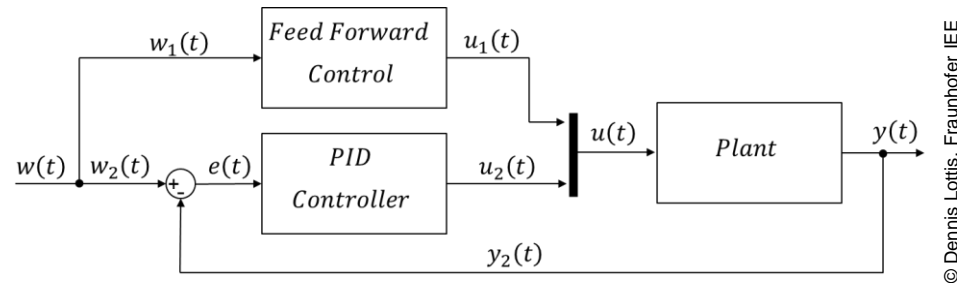 w₁(t)
Feed Forward
Control
u₁(t)
w(t)
w₂(t)
+
-
e(t)
PID
Controller
u₂(t)
u(t)
Plant
y(t)
y₂(t)
© Dennis Lottis, Fraunhofer IEE